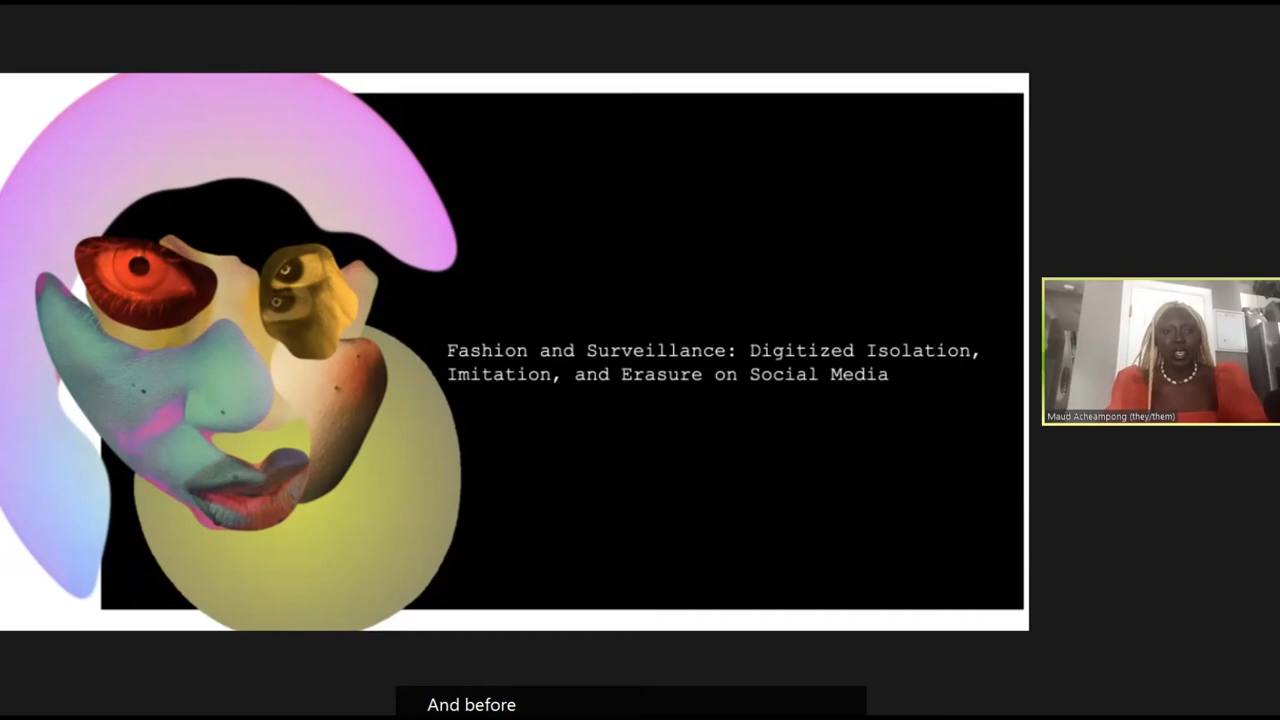 Fashion and Surveillance: Digitized Isolation,
Imitation, and Erasure on Social Media
Maud Acheampong (they/them)
And before